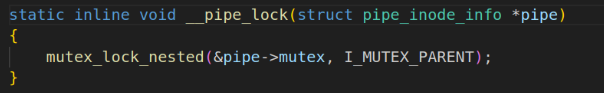 static inline void __pipe_lock(struct pipe_inode_info *pipe)
{
    mutex_lock_nested(&pipe->mutex, I_MUTEX_PARENT);
}